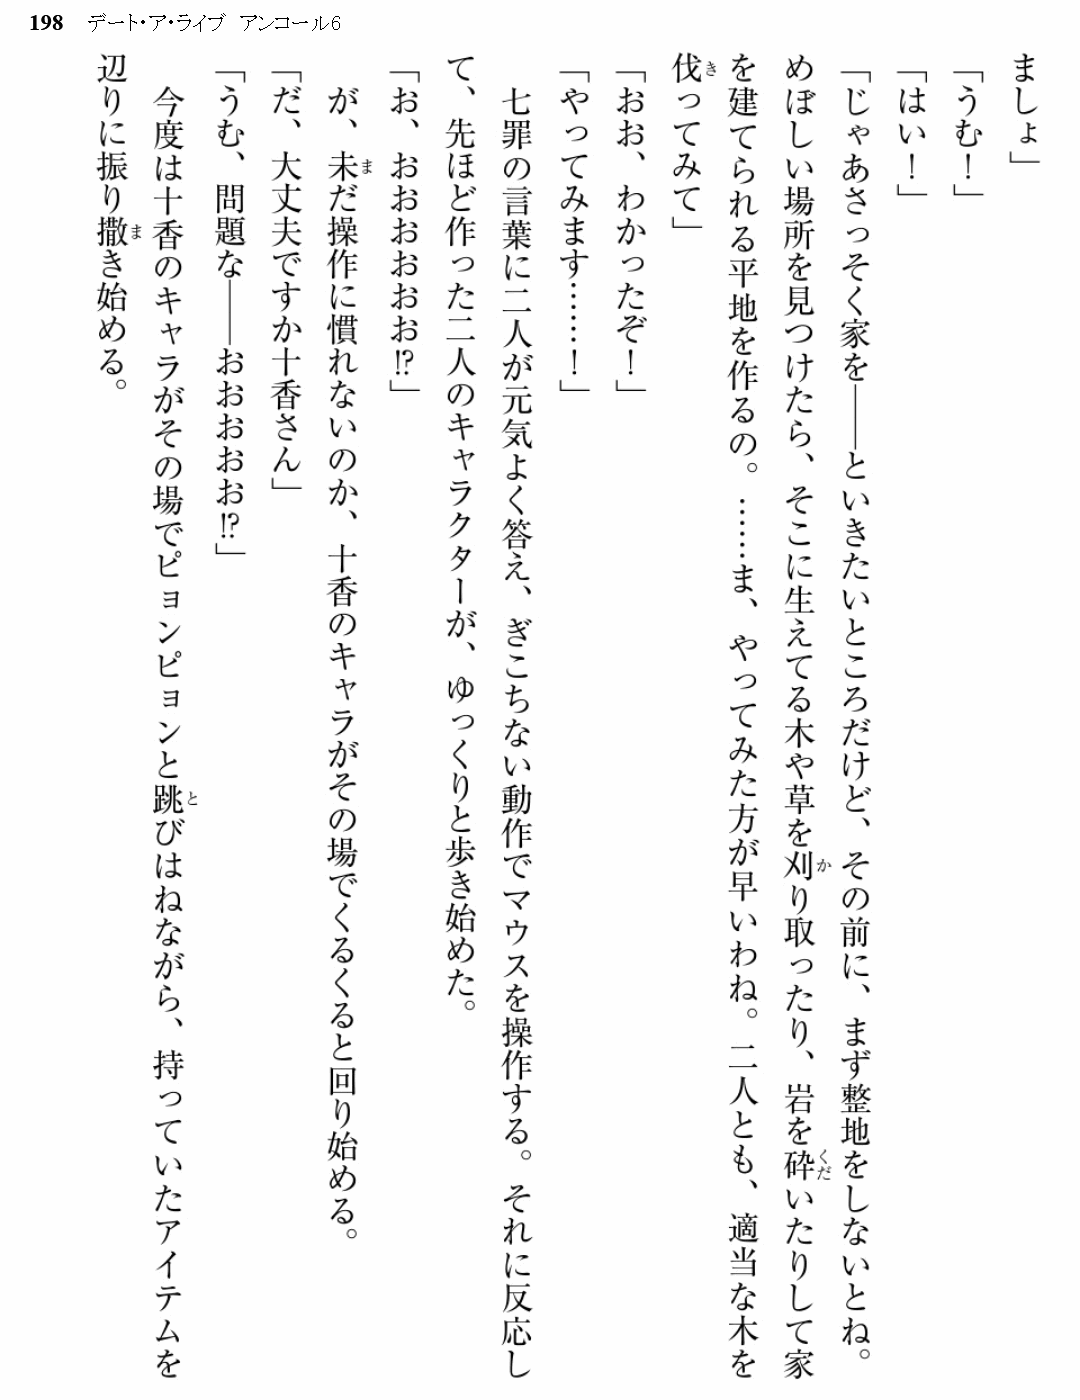 198 デート・ア・ライブ アンコール6
ましょ」
「うむ！」
「はい！」
「じゃあさっそく家を――といきたいところだけど、その前に、まず整地をしないとね。
めぼしい場所を見つけたら、そこに生えてる木や草を刈り取ったり、岩を砕いたりして家
を建てられる平地を作るの。……ま、やってみた方が早いわね。二人とも、適当な木を
伐ってみて」
「おお、わかったぞ！」
「やってみます……！」
　七罪の言葉に二人が元気よく答え、ぎこちない動作でマウスを操作する。それに反応し
て、先ほど作った二人のキャラクターが、ゆっくりと歩き始めた。
「お、おおおおおお!?」
　が、未だ操作に慣れないのか、十香のキャラがその場でくるくると回り始める。
「だ、大丈夫ですか十香さん」
「うむ、問題な――おおおおお!?」
　今度は十香のキャラがその場でピョンピョンと跳びはねながら、持っていたアイテムを
辺りに振り撒き始める。